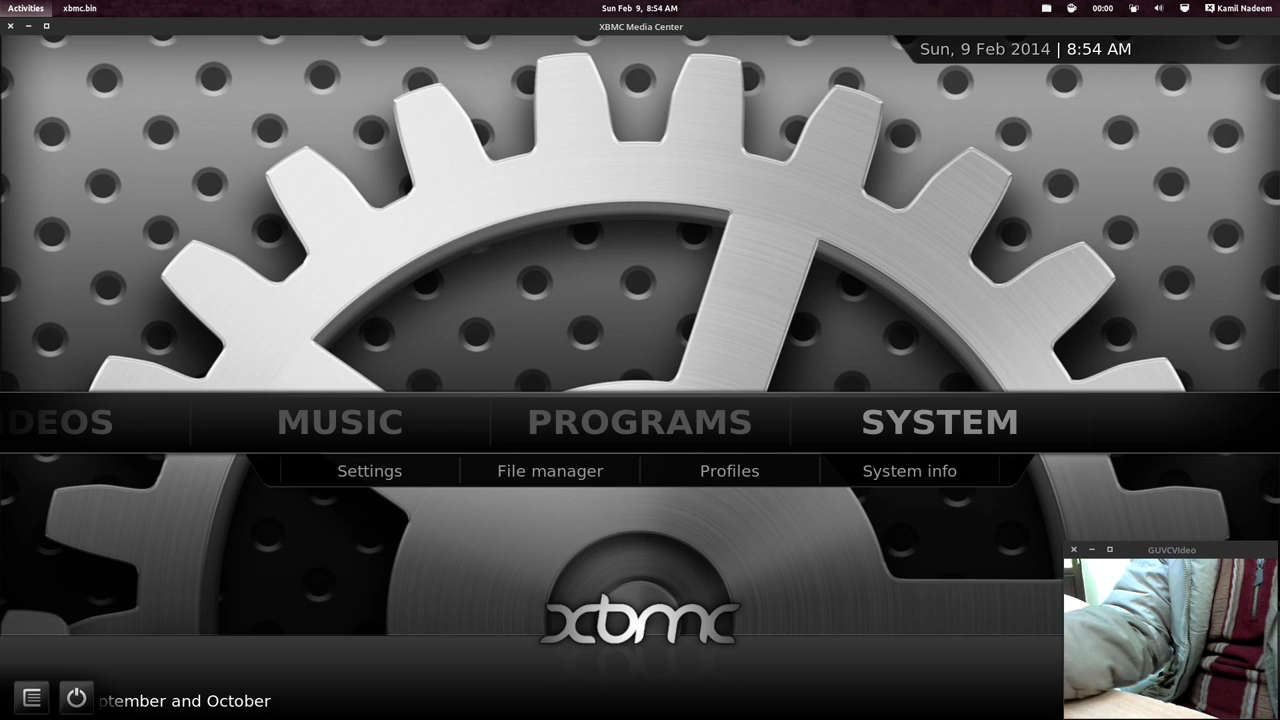 Activities xbmc.bin Sun Feb 9, 8:54 AM 00:00 Kamil Nadeem
XBMC Media Center
Sun, 9 Feb 2014 | 8:54 AM
DEOS MUSIC PROGRAMS SYSTEM
Settings File manager Profiles System info
GUVCVideo
xbmc
ptember and October